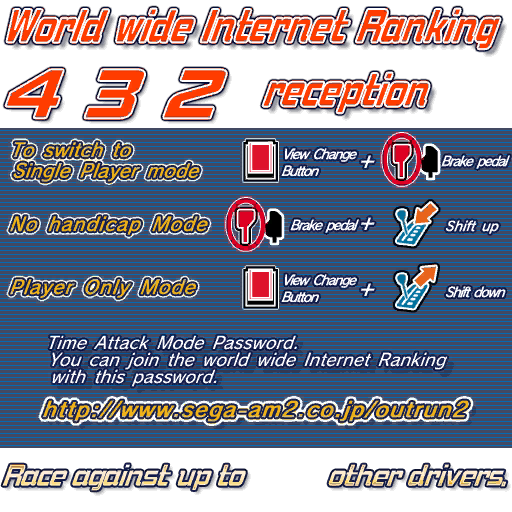 World wide Internet Ranking
4 3 2 reception
To switch to
Single Player mode
View Change
Button
+
Brake pedal
No handicap Mode
Brake pedal + Shift up
Player Only Mode
View Change
Button
+
Shift down
Time Attack Mode Password.
You can join the world wide Internet Ranking
with this password.
http://www.sega-am2.co.jp/outrun2
Race against up to other drivers.